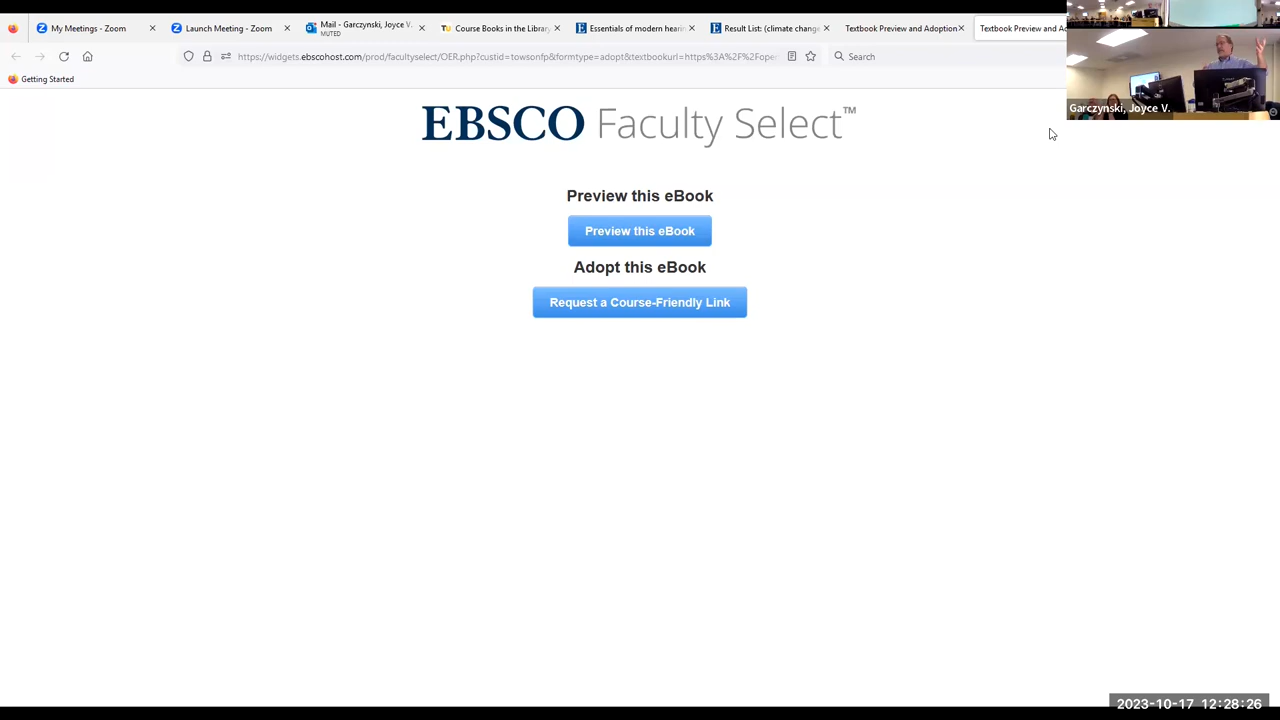 My Meetings - Zoom
Launch Meeting - Zoom
Mail - Garczynski, Joyce V.
MUTED
Course Books in the Librar
Essentials of modern hear
Result List: (climate chang
Textbook Preview and Adoption
Textbook Preview and Ad
https://widgets.ebscohost.com/prod/facultyselect/OER.php?custid=towsonfp&formtype=adopt&textbookurl=https%3A%2F%2Fope
Search
Getting Started
Garczynski, Joyce V.
EBSCO Faculty Select™
Preview this eBook
Preview this eBook
Adopt this eBook
Request a Course-Friendly Link
2023-10-17 12:28:26